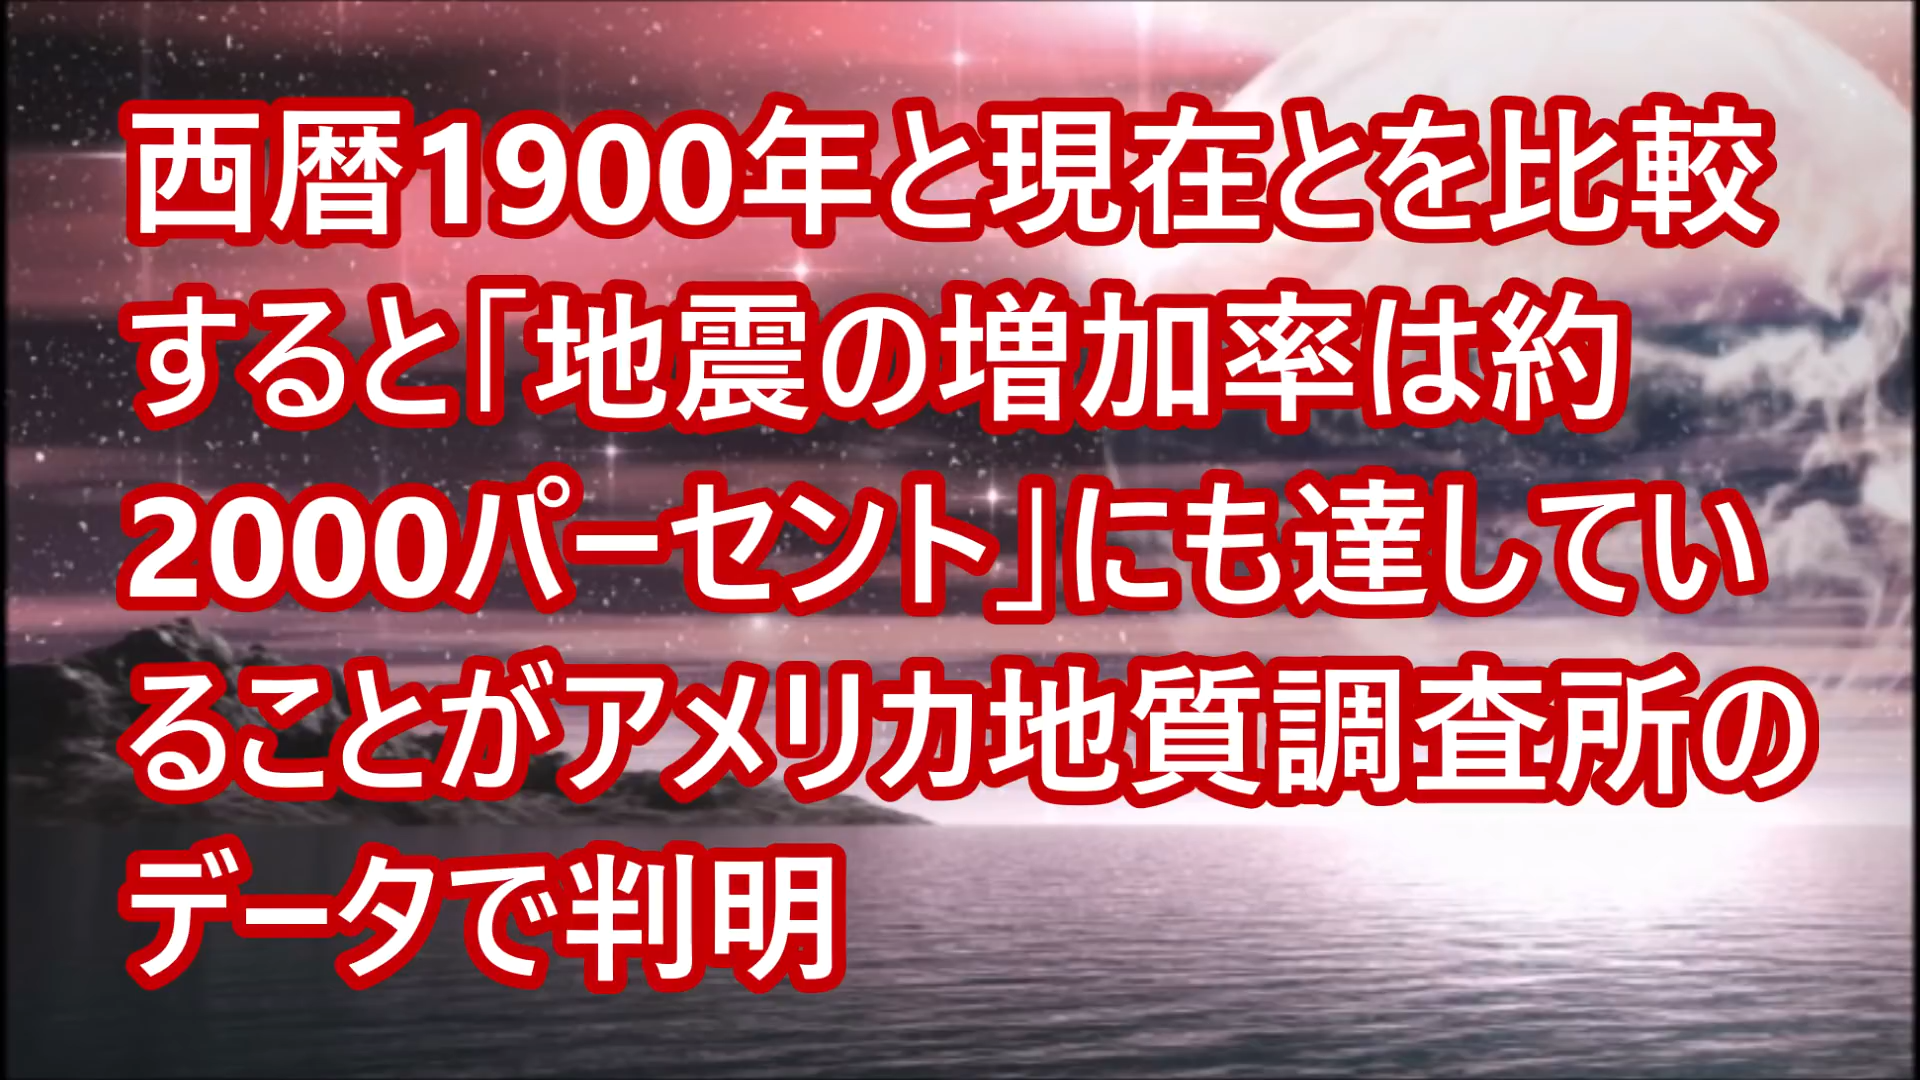 西暦1900年と現在とを比較
すると「地震の増加率は約
2000パーセント」にも達してい
ることがアメリカ地質調査所の
データで判明